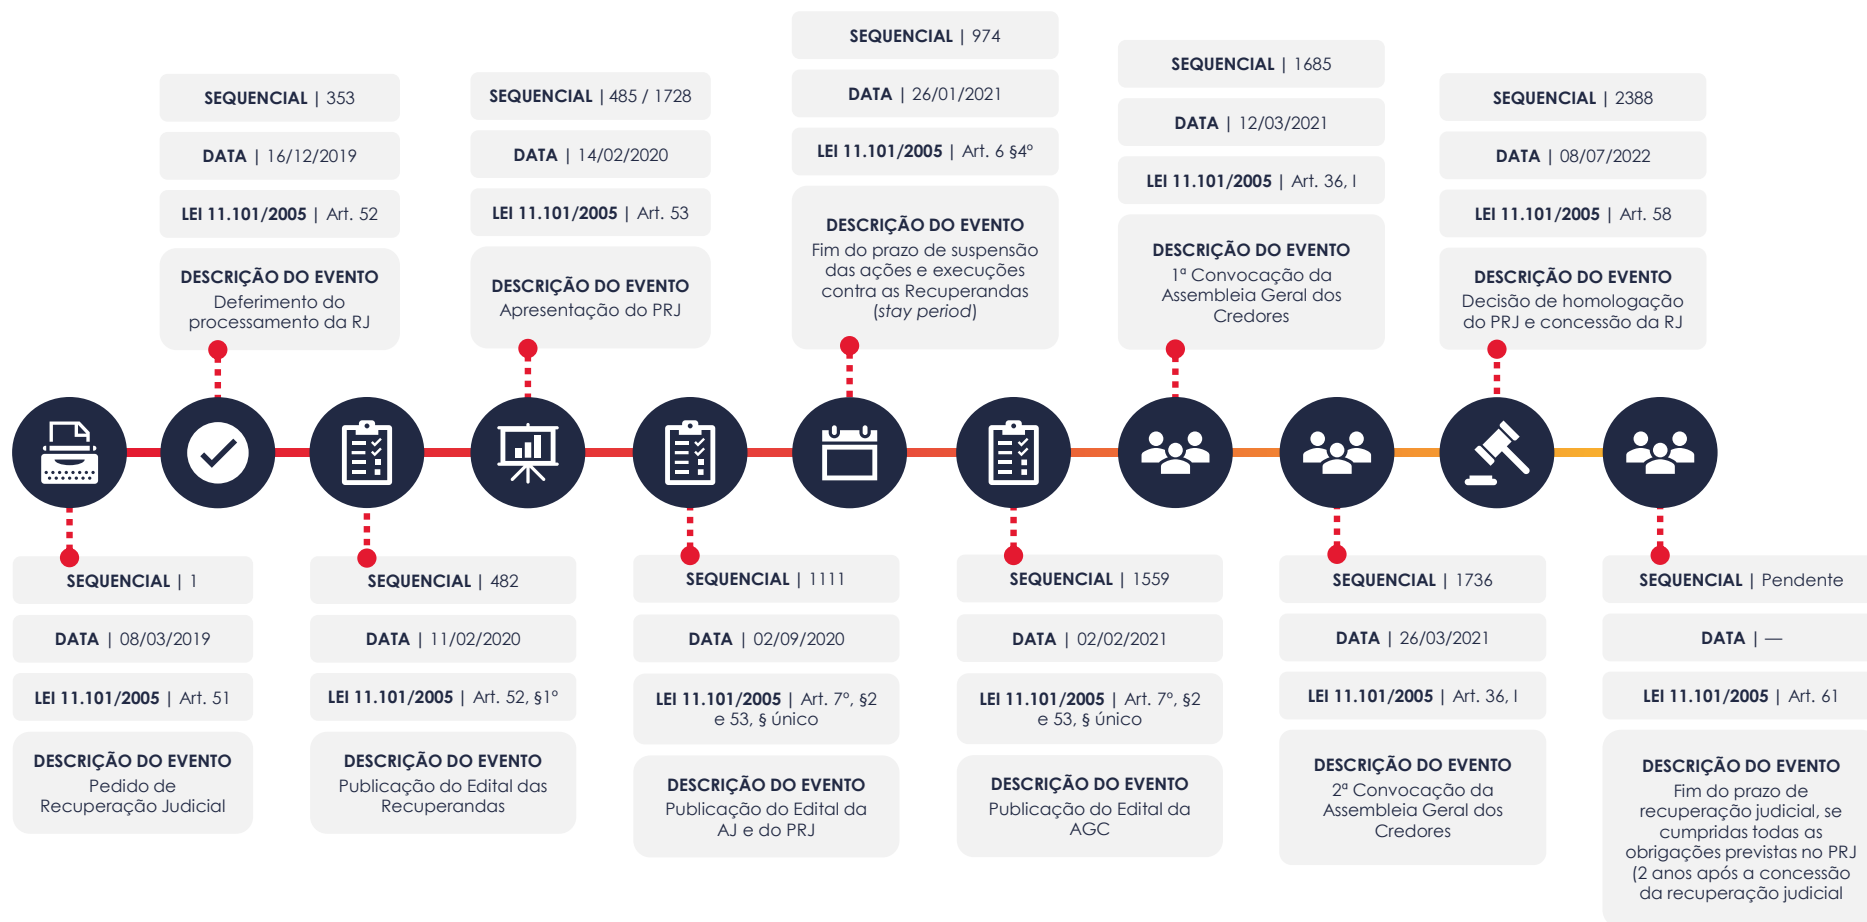 SEQUENCIAL | 1
DATA | 08/03/2019
LEI 11.101/2005 | Art. 51
DESCRIÇÃO DO EVENTO
Pedido de
Recuperação Judicial
SEQUENCIAL | 353
DATA | 16/12/2019
LEI 11.101/2005 | Art. 52
DESCRIÇÃO DO EVENTO
Deferimento do
processamento da RJ
SEQUENCIAL | 482
DATA | 11/02/2020
LEI 11.101/2005 | Art. 52, §1º
DESCRIÇÃO DO EVENTO
Publicação do Edital das
Recuperandas
SEQUENCIAL | 485 / 1728
DATA | 14/02/2020
LEI 11.101/2005 | Art. 53
DESCRIÇÃO DO EVENTO
Apresentação do PRJ
SEQUENCIAL | 1111
DATA | 02/09/2020
LEI 11.101/2005 | Art. 7º, §2
e 53, § único
DESCRIÇÃO DO EVENTO
Publicação do Edital da
AJ e do PRJ
SEQUENCIAL | 974
DATA | 26/01/2021
LEI 11.101/2005 | Art. 6 §4º
DESCRIÇÃO DO EVENTO
Fim do prazo de suspensão
das ações e execuções
contra as Recuperandas
(stay period)
SEQUENCIAL | 1559
DATA | 02/02/2021
LEI 11.101/2005 | Art. 7º, §2
e 53, § único
DESCRIÇÃO DO EVENTO
Publicação do Edital da
AGC
SEQUENCIAL | 1685
DATA | 12/03/2021
LEI 11.101/2005 | Art. 36, I
DESCRIÇÃO DO EVENTO
1ª Convocação da
Assembleia Geral dos
Credores
SEQUENCIAL | 1736
DATA | 26/03/2021
LEI 11.101/2005 | Art. 36, I
DESCRIÇÃO DO EVENTO
2ª Convocação da
Assembleia Geral dos
Credores
SEQUENCIAL | 2388
DATA | 08/07/2022
LEI 11.101/2005 | Art. 58
DESCRIÇÃO DO EVENTO
Decisão de homologação
do PRJ e concessão da RJ
SEQUENCIAL | Pendente
DATA | —
LEI 11.101/2005 | Art. 61
DESCRIÇÃO DO EVENTO
Fim do prazo de
recuperação judicial, se
cumpridas todas as
obrigações previstas no PRJ
(2 anos após a concessão
da recuperação judicial